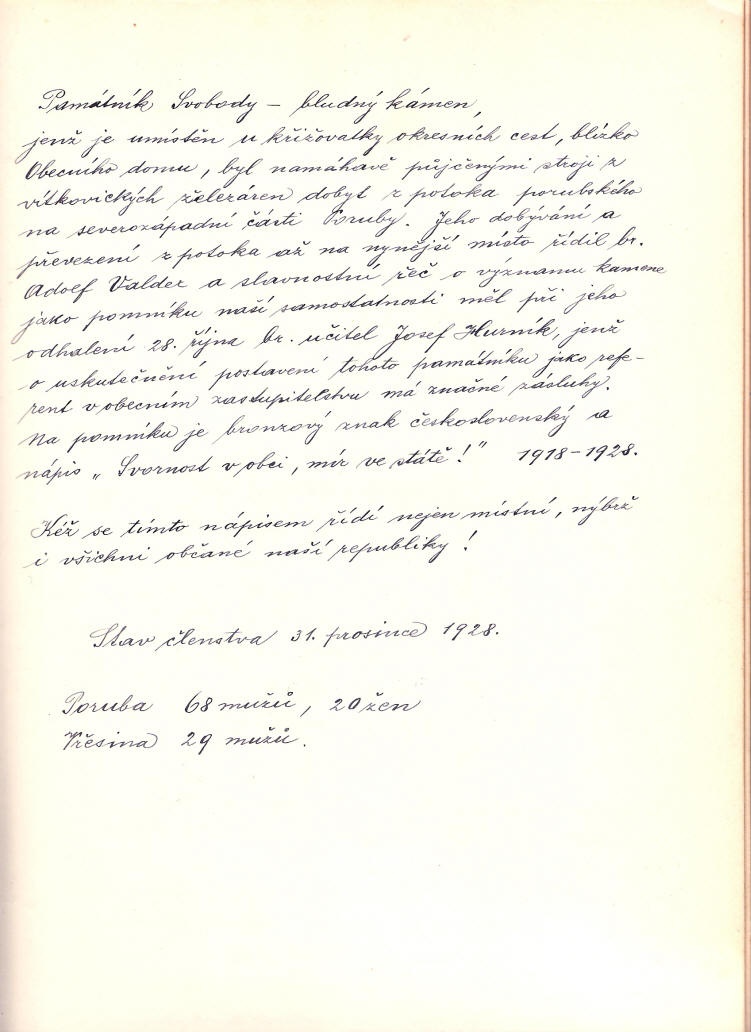 Památník Svobody – bludný kámen,
jenž je umístěn u křižovatky okresních cest, blízko
Obecního domu, byl namáhavě půjčenými stroji z
vítkovických železáren dobyt z potoka porubského
na severozápadní části Poruby. Jeho dobývání a
převezení z potoka až na nynější místo řídil br.
Adolf Valder a slavnostní řeč o významu kamene
jako pomníku naší samostatnosti měl při jeho
odhalení 28. října br. učitel Josef Hurník, jenž
o uskutečnění postavení tohoto památníku jako refe-
rent v obecním zastupitelstvu má značné zásluhy.
Na pomníku je bronzový znak československý a
nápis „Svornost v obci, mír ve státě!" 1918–1928.
Kéž se tímto nápisem řídí nejen místní, nýbrž
i všichni občané naší republiky!
Stav členstva 31. prosince 1928.
Poruba 68 mužů, 20 žen
Vřesina 29 mužů.